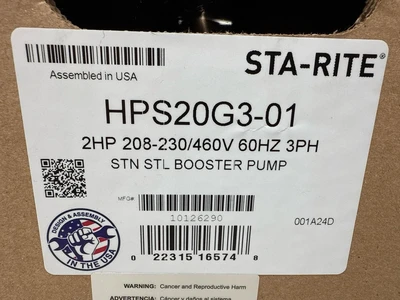 Assembled in USA
STA-RITE®
HPS20G3-01
2HP 208-230/460V 60HZ 3PH
STN STL BOOSTER PUMP
MFG#
10126290
001A24D
DESIGN & ASSEMBLY
IN THE USA
0 22315 16574 8
WARNING: Cancer and Reproductive Harm
ADVERTENCIA: Cáncer y daños al sistema